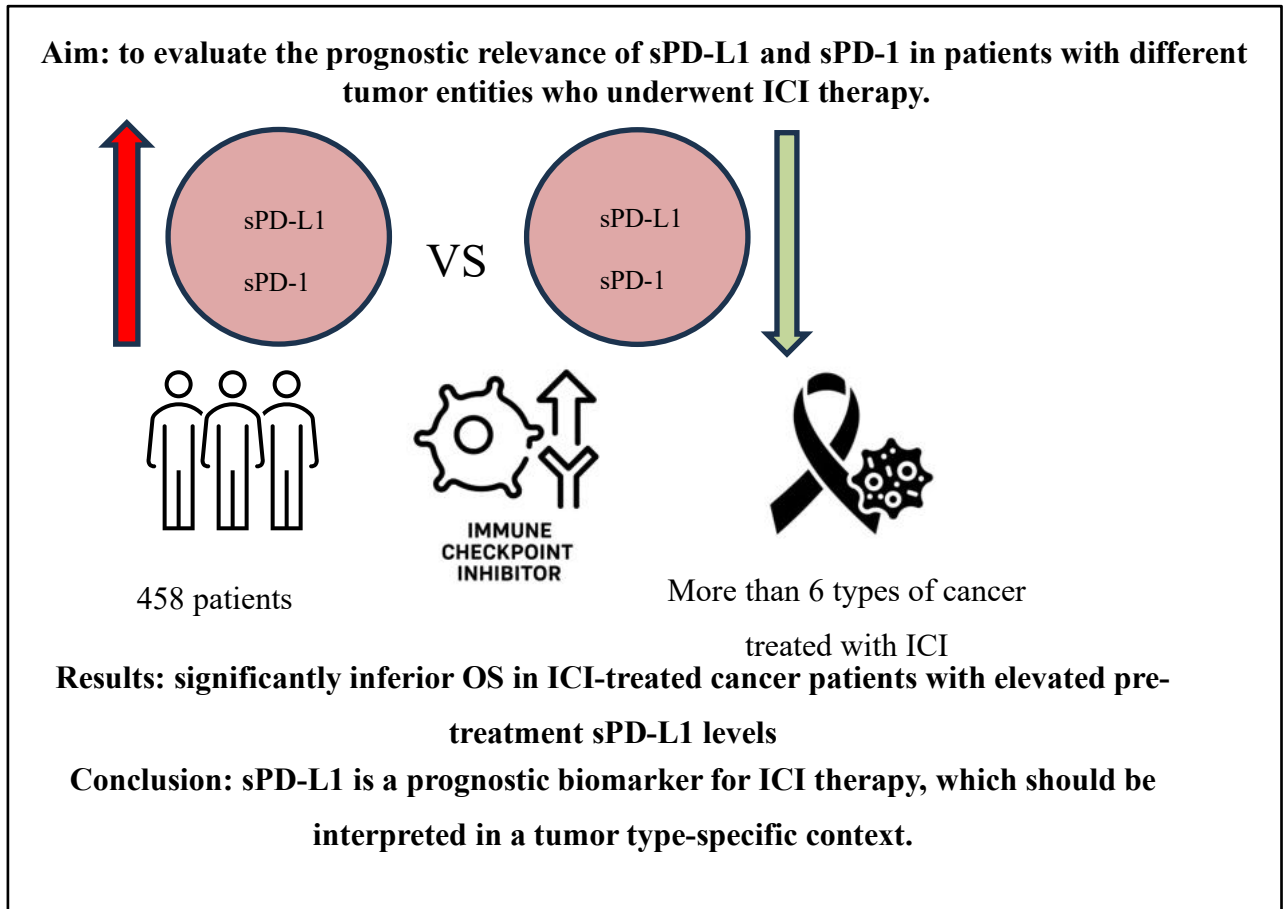 Aim: to evaluate the prognostic relevance of sPD-L1 and sPD-1 in patients with different
tumor entities who underwent ICI therapy.
sPD-L1
sPD-1
VS
sPD-L1
sPD-1
IMMUNE
CHECKPOINT
INHIBITOR
458 patients
More than 6 types of cancer
treated with ICI
Results: significantly inferior OS in ICI-treated cancer patients with elevated pre-
treatment sPD-L1 levels
Conclusion: sPD-L1 is a prognostic biomarker for ICI therapy, which should be
interpreted in a tumor type-specific context.